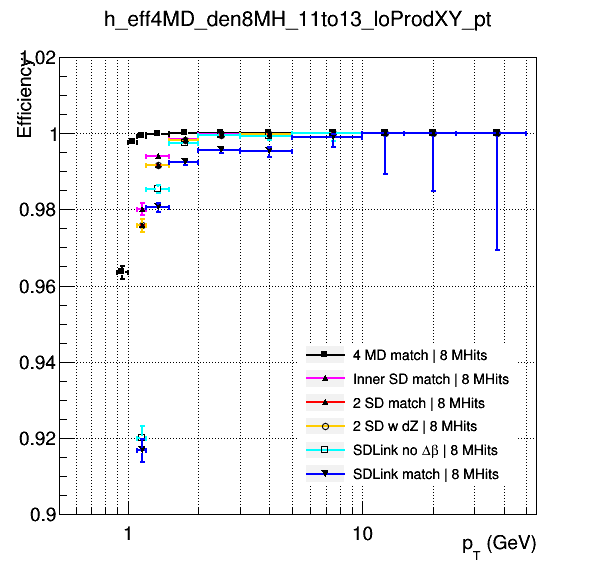 h_eff4MD_den8MH_11to13_loProdXY_pt
Efficiency
1.02
1
0.98
0.96
0.94
0.92
0.9
4 MD match | 8 MHits
Inner SD match | 8 MHits
2 SD match | 8 MHits
2 SD w dZ | 8 MHits
SDLink no Δβ | 8 MHits
SDLink match | 8 MHits
1
10
p_T (GeV)